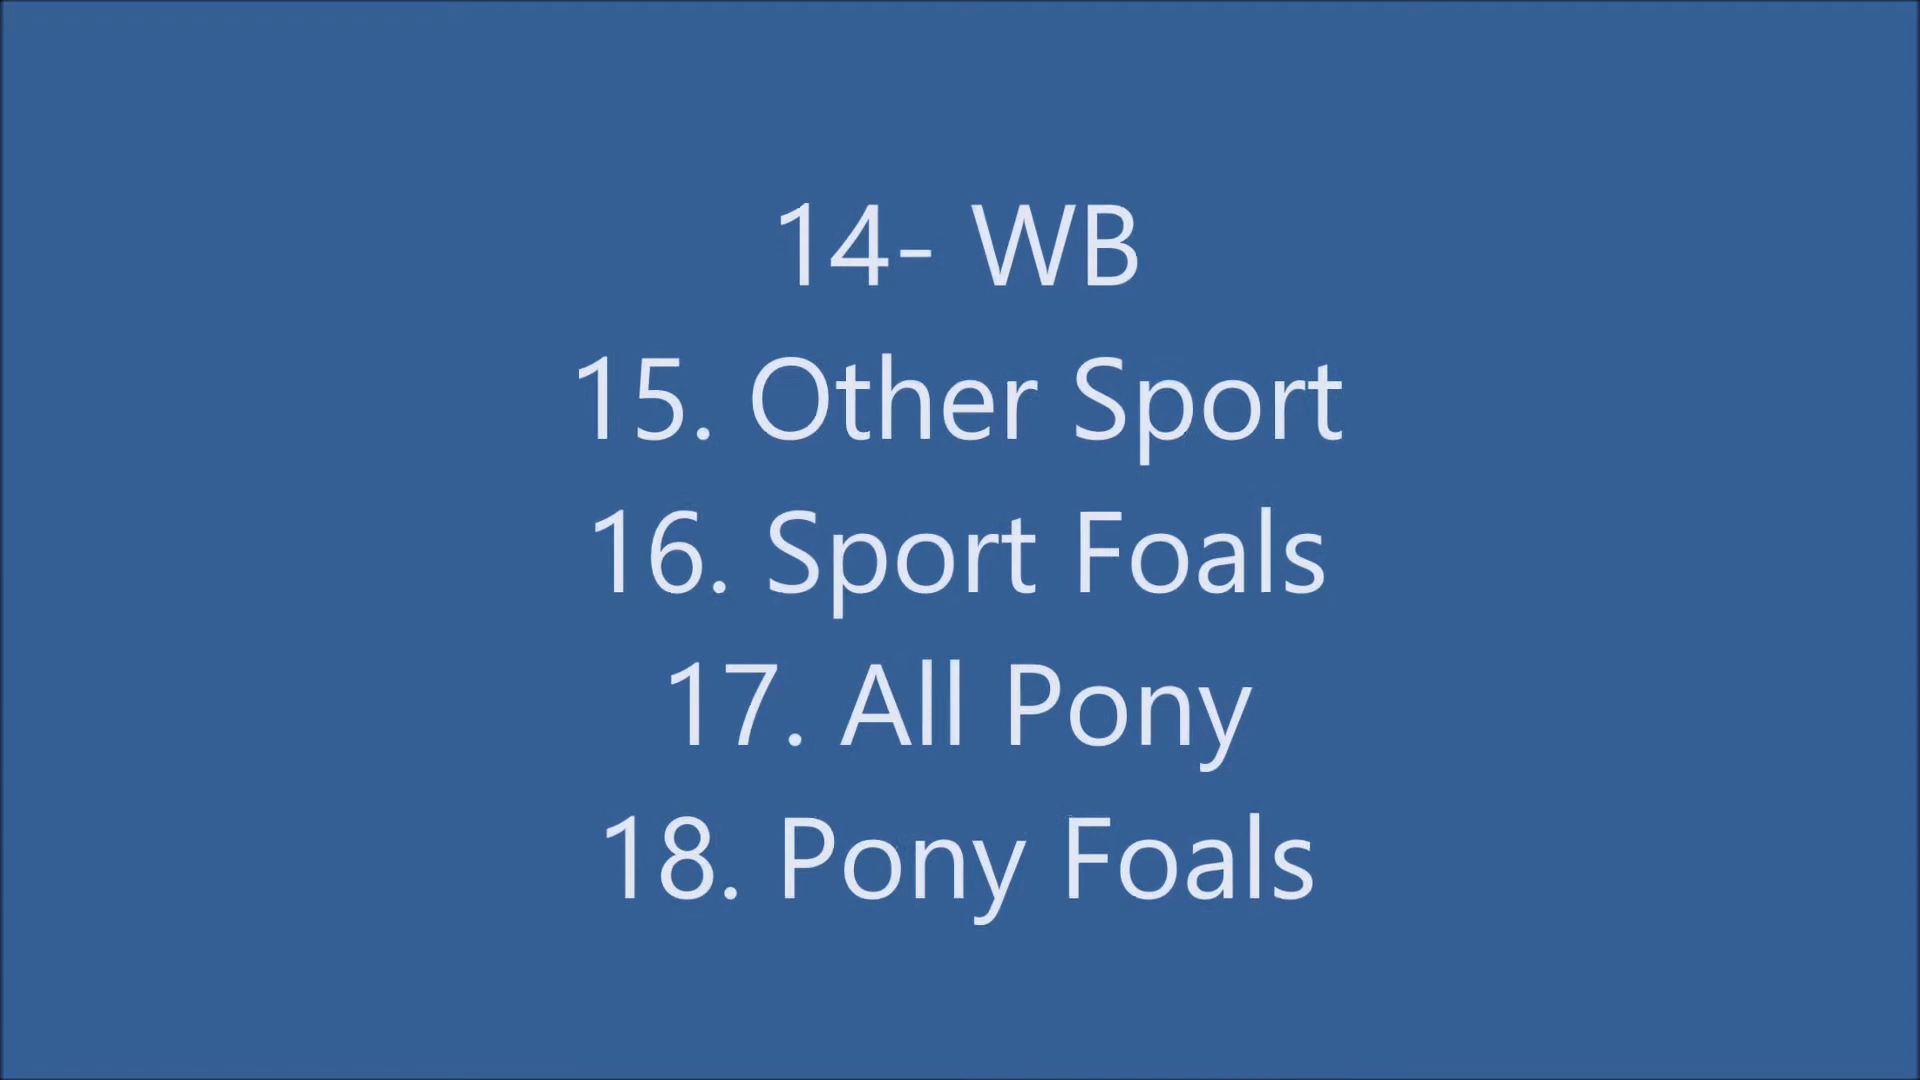 14- WB
15. Other Sport
16. Sport Foals
17. All Pony
18. Pony Foals